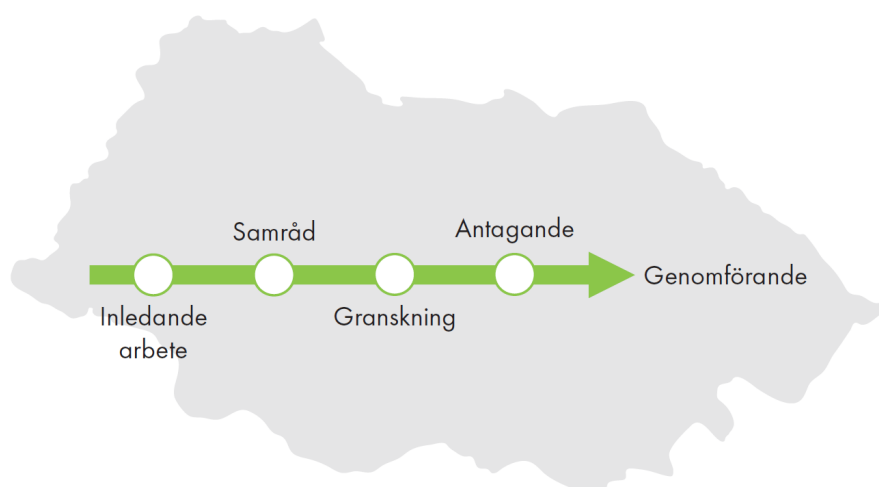 Inledande
arbete
Samråd
Granskning
Antagande
Genomförande